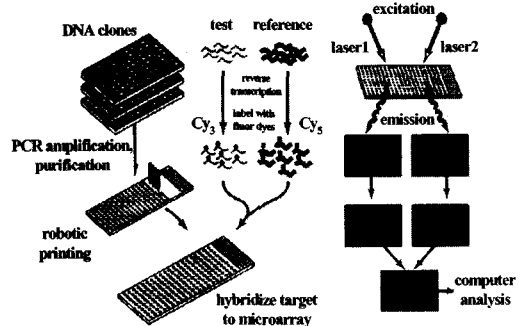 DNA clones
PCR amplification,
purification
robotic
printing
test reference
reverse
transcription
label with
fluor dyes
Cy3 Cy5
hybridize target
to microarray
excitation
laser1 laser2
emission
computer
analysis